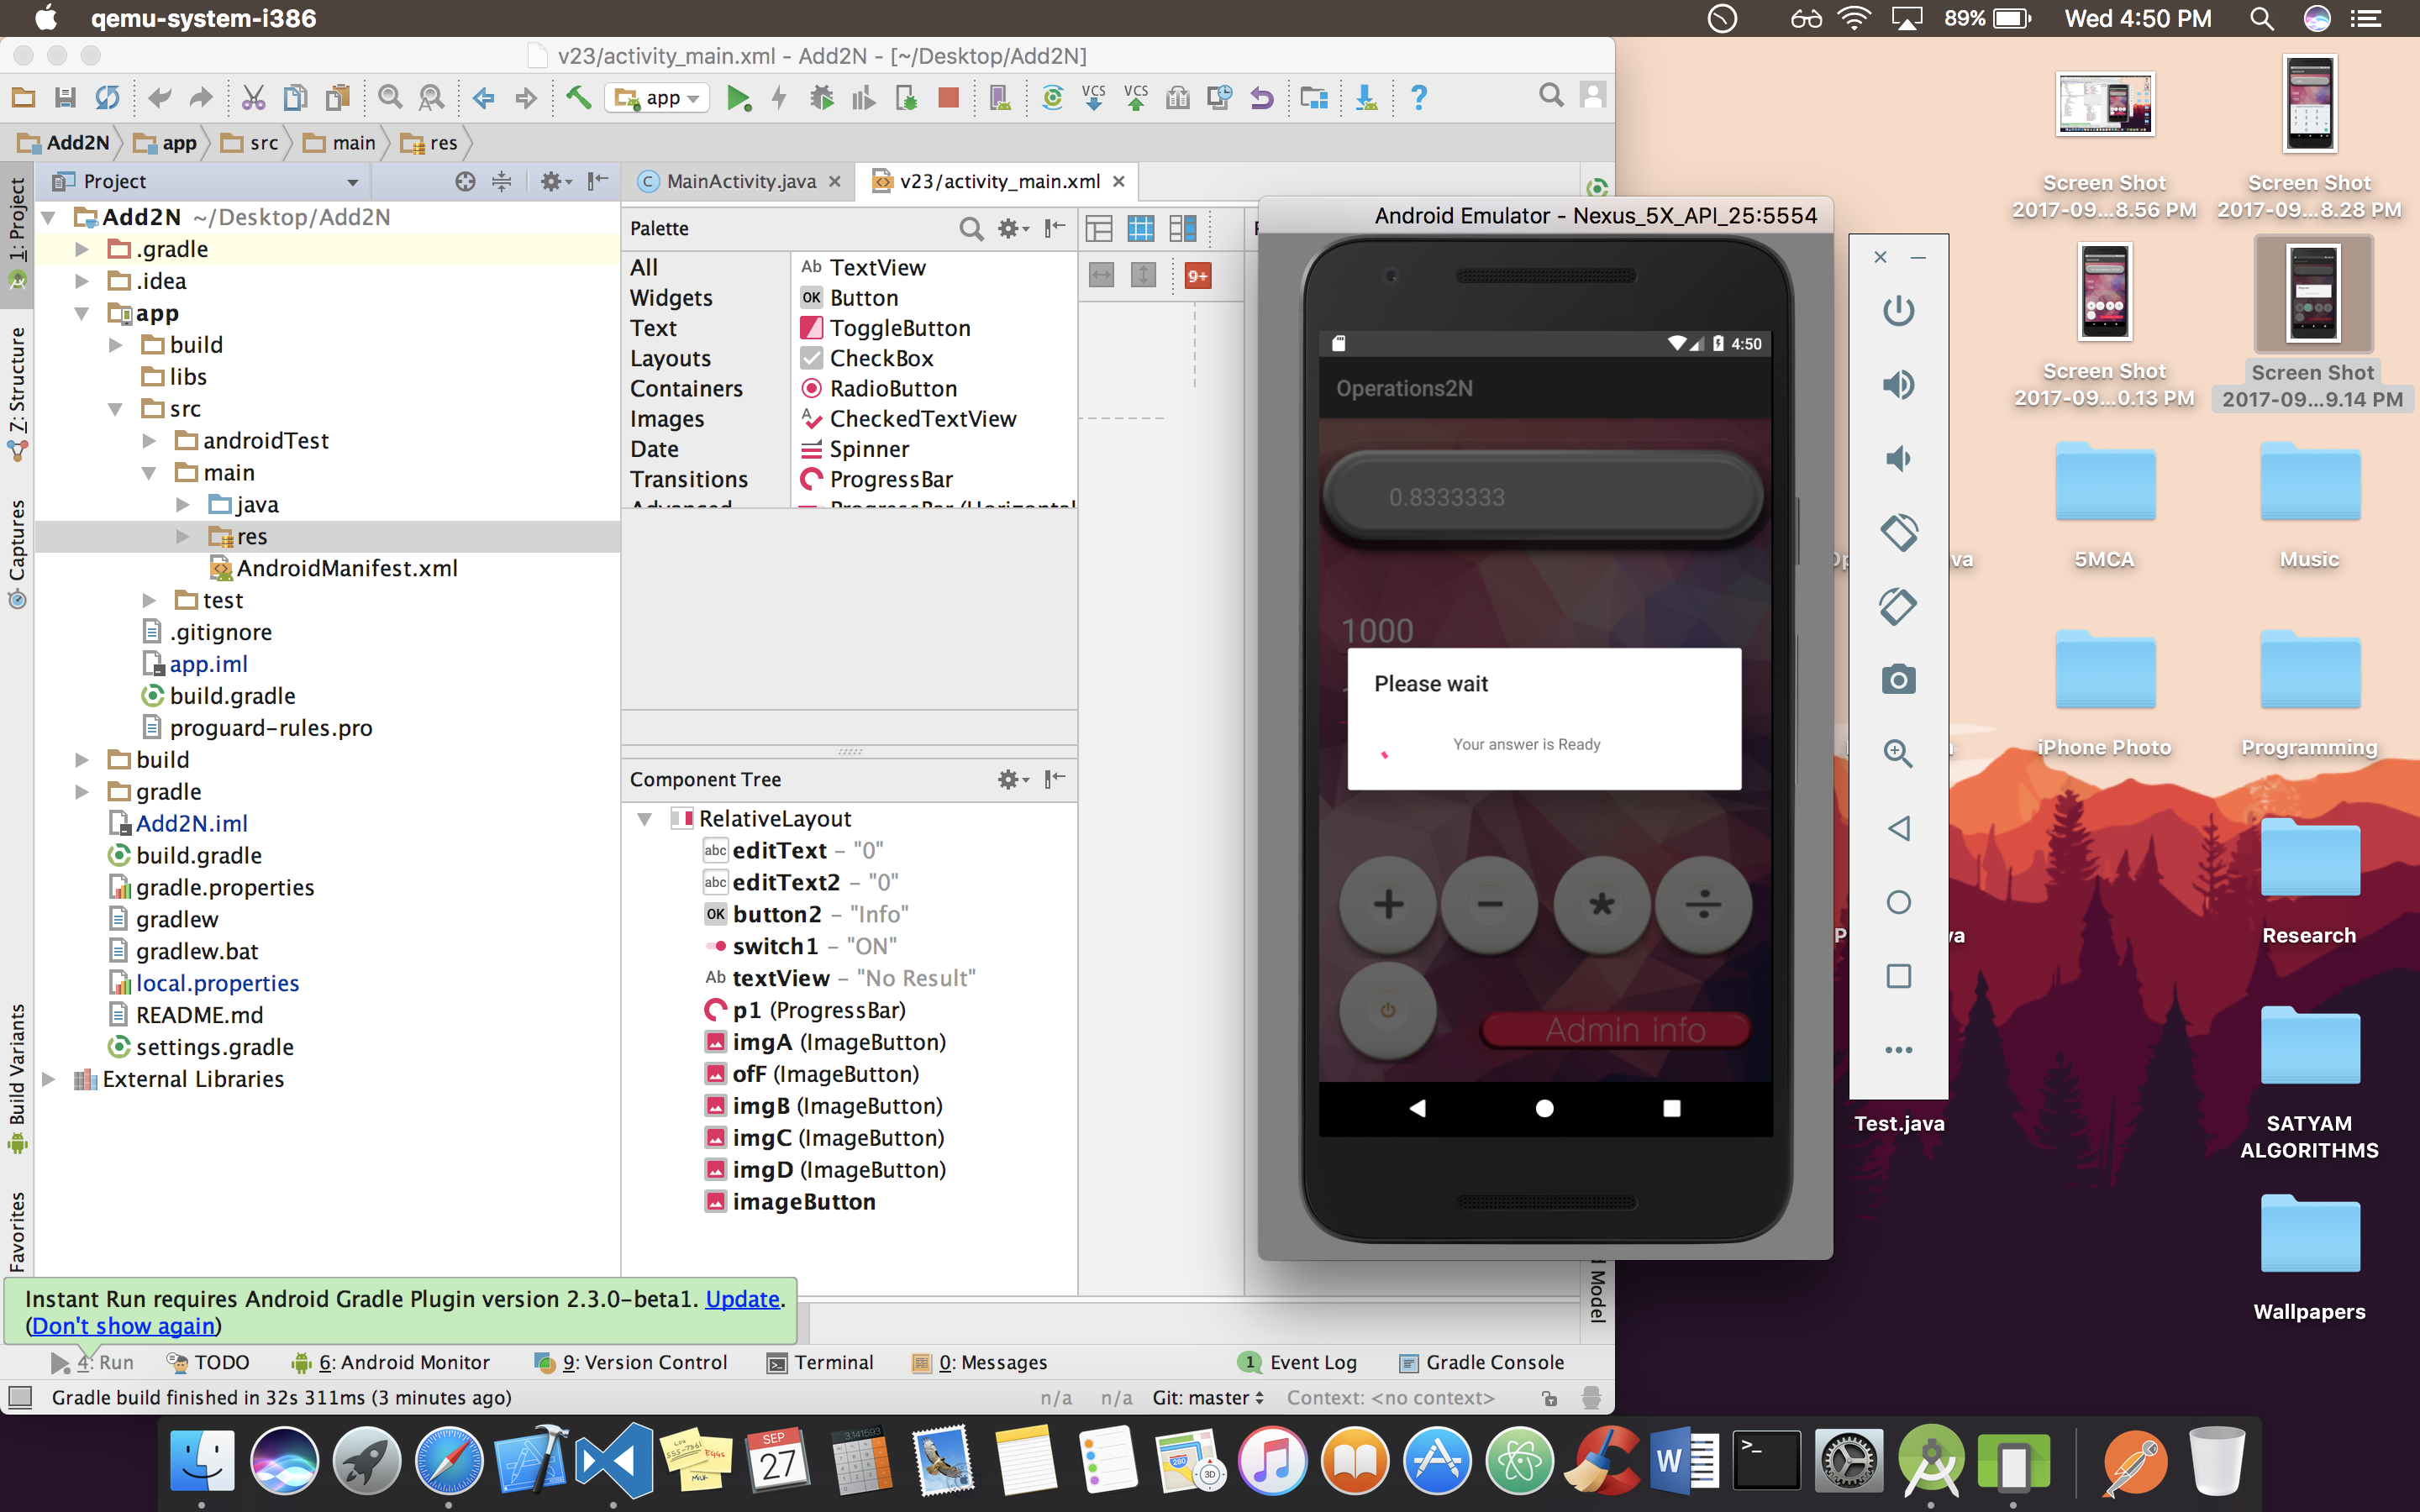 qemu-system-i386
89%
Wed 4:50 PM
v23/activity_main.xml - Add2N - [~/Desktop/Add2N]
app
VCS
VCS
?
Add2N
app
src
main
res
Project
MainActivity.java
v23/activity_main.xml
1: Project
Z: Structure
Captures
Build Variants
Favorites
Add2N ~/Desktop/Add2N
.gradle
.idea
app
build
libs
src
androidTest
main
java
res
AndroidManifest.xml
test
.gitignore
app.iml
build.gradle
proguard-rules.pro
build
gradle
Add2N.iml
build.gradle
gradle.properties
gradlew
gradlew.bat
local.properties
README.md
settings.gradle
External Libraries
Palette
All
Widgets
Text
Layouts
Containers
Images
Date
Transitions
Advanced
Ab TextView
OK Button
ToggleButton
CheckBox
RadioButton
CheckedTextView
Spinner
ProgressBar
ProgressBar (Horizontal
9+
Component Tree
RelativeLayout
abc editText - "0"
abc editText2 - "0"
OK button2 - "Info"
switch1 - "ON"
Ab textView - "No Result"
p1 (ProgressBar)
imgA (ImageButton)
ofF (ImageButton)
imgB (ImageButton)
imgC (ImageButton)
imgD (ImageButton)
imageButton
Android Emulator - Nexus_5X_API_25:5554
4:50
Operations2N
0.8333333
1000
Please wait
Your answer is Ready
+ − * ÷
Admin info
Model
Instant Run requires Android Gradle Plugin version 2.3.0-beta1. Update.
(Don't show again)
4: Run
TODO
6: Android Monitor
9: Version Control
Terminal
0: Messages
1 Event Log
Gradle Console
Gradle build finished in 32s 311ms (3 minutes ago)
n/a
n/a
Git: master
Context: <no context>
Screen Shot
2017-09...8.56 PM
Screen Shot
2017-09...8.28 PM
Screen Shot
2017-09...0.13 PM
Screen Shot
2017-09...9.14 PM
va
5MCA
Music
iPhone Photo
Programming
P
va
Research
Test.java
SATYAM
ALGORITHMS
Wallpapers
SEP
27
3.141593
EGGS
MILK
280
3D
W
>_